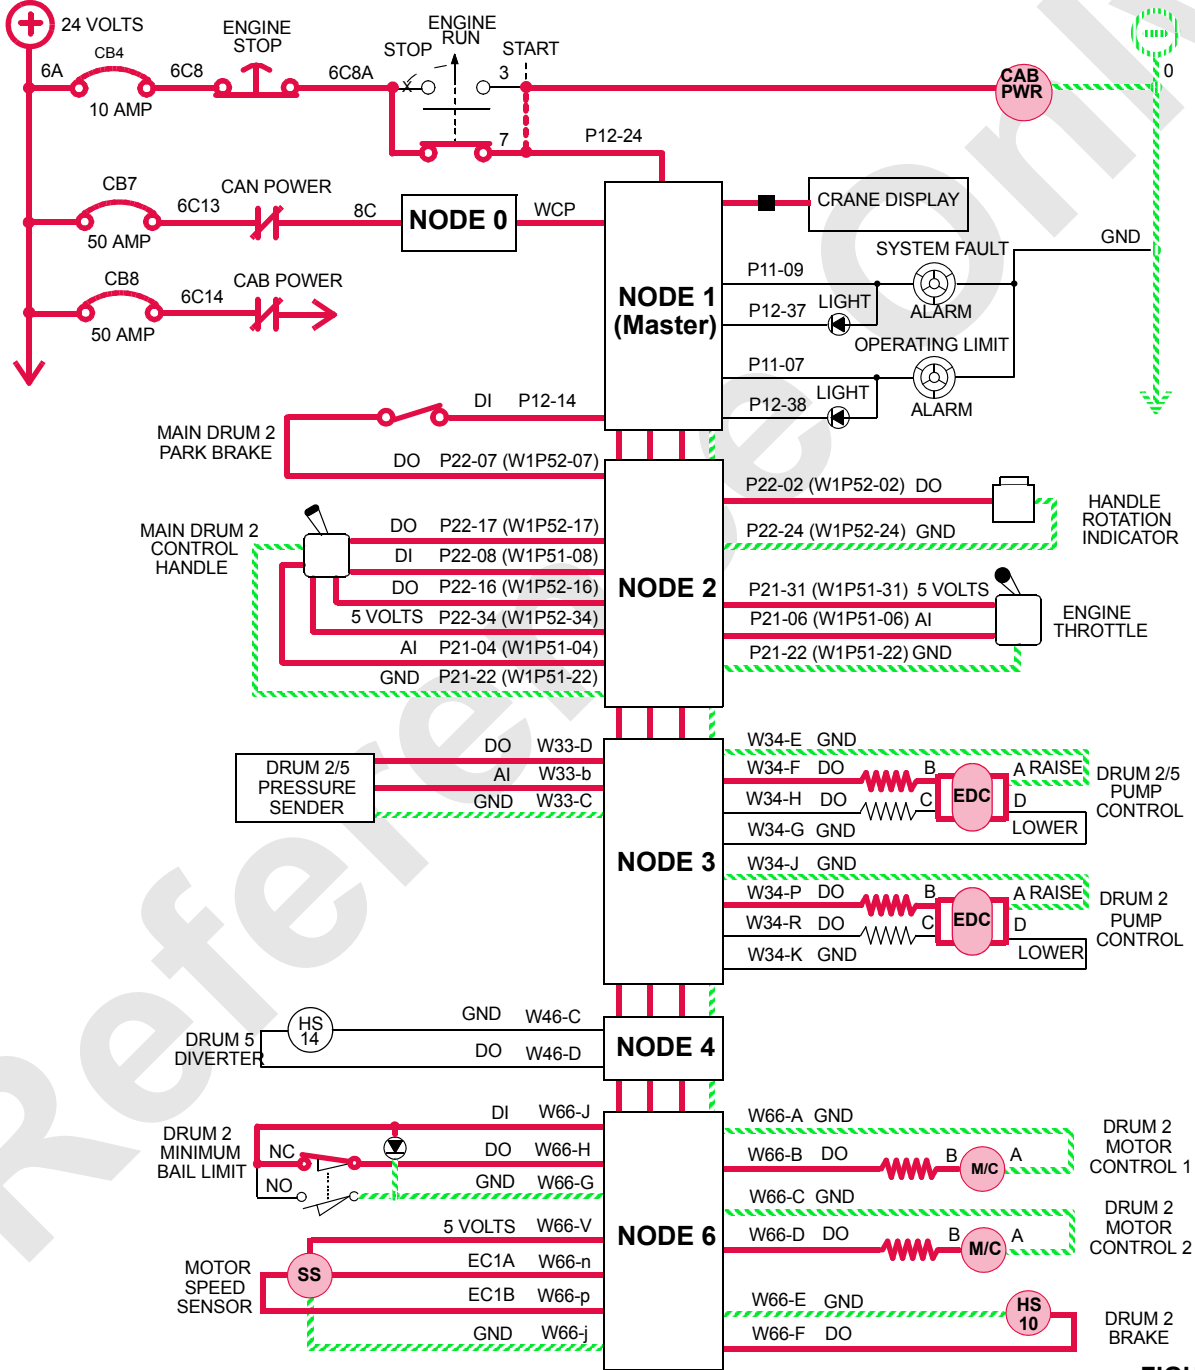 24 VOLTS
CB4
6A
10 AMP
6C8
ENGINE
STOP
6C8A
STOP
ENGINE
RUN
START
3
7
P12-24
CAB
PWR
0
CB7
6C13
50 AMP
CAN POWER
8C
NODE 0
WCP
CB8
6C14
50 AMP
CAB POWER
NODE 1
(Master)
CRANE DISPLAY
SYSTEM FAULT
GND
P11-09
P12-37
LIGHT
ALARM
OPERATING LIMIT
P11-07
P12-38
LIGHT
ALARM
MAIN DRUM 2
PARK BRAKE
DI P12-14
DO P22-07 (W1P52-07)
MAIN DRUM 2
CONTROL
HANDLE
DO P22-17 (W1P52-17)
DI P22-08 (W1P51-08)
DO P22-16 (W1P52-16)
5 VOLTS P22-34 (W1P52-34)
AI P21-04 (W1P51-04)
GND P21-22 (W1P51-22)
NODE 2
P22-02 (W1P52-02) DO
P22-24 (W1P52-24) GND
HANDLE
ROTATION
INDICATOR
P21-31 (W1P51-31) 5 VOLTS
P21-06 (W1P51-06) AI
P21-22 (W1P51-22) GND
ENGINE
THROTTLE
DRUM 2/5
PRESSURE
SENDER
DO W33-D
AI W33-b
GND W33-C
NODE 3
W34-E GND
W34-F DO
B
EDC
A RAISE
W34-H DO
C
D
W34-G GND
LOWER
DRUM 2/5
PUMP
CONTROL
W34-J GND
W34-P DO
B
EDC
A RAISE
W34-R DO
C
D
W34-K GND
LOWER
DRUM 2
PUMP
CONTROL
DRUM 5
DIVERTER
HS
14
GND W46-C
DO W46-D
NODE 4
DRUM 2
MINIMUM
BAIL LIMIT
NC
NO
DI W66-J
DO W66-H
GND W66-G
MOTOR
SPEED
SENSOR
SS
5 VOLTS W66-V
EC1A W66-n
EC1B W66-p
GND W66-j
NODE 6
W66-A GND
W66-B DO
B
M/C
A
DRUM 2
MOTOR
CONTROL 1
W66-C GND
W66-D DO
B
M/C
A
DRUM 2
MOTOR
CONTROL 2
W66-E GND
W66-F DO
HS
10
DRUM 2
BRAKE
Reference Only